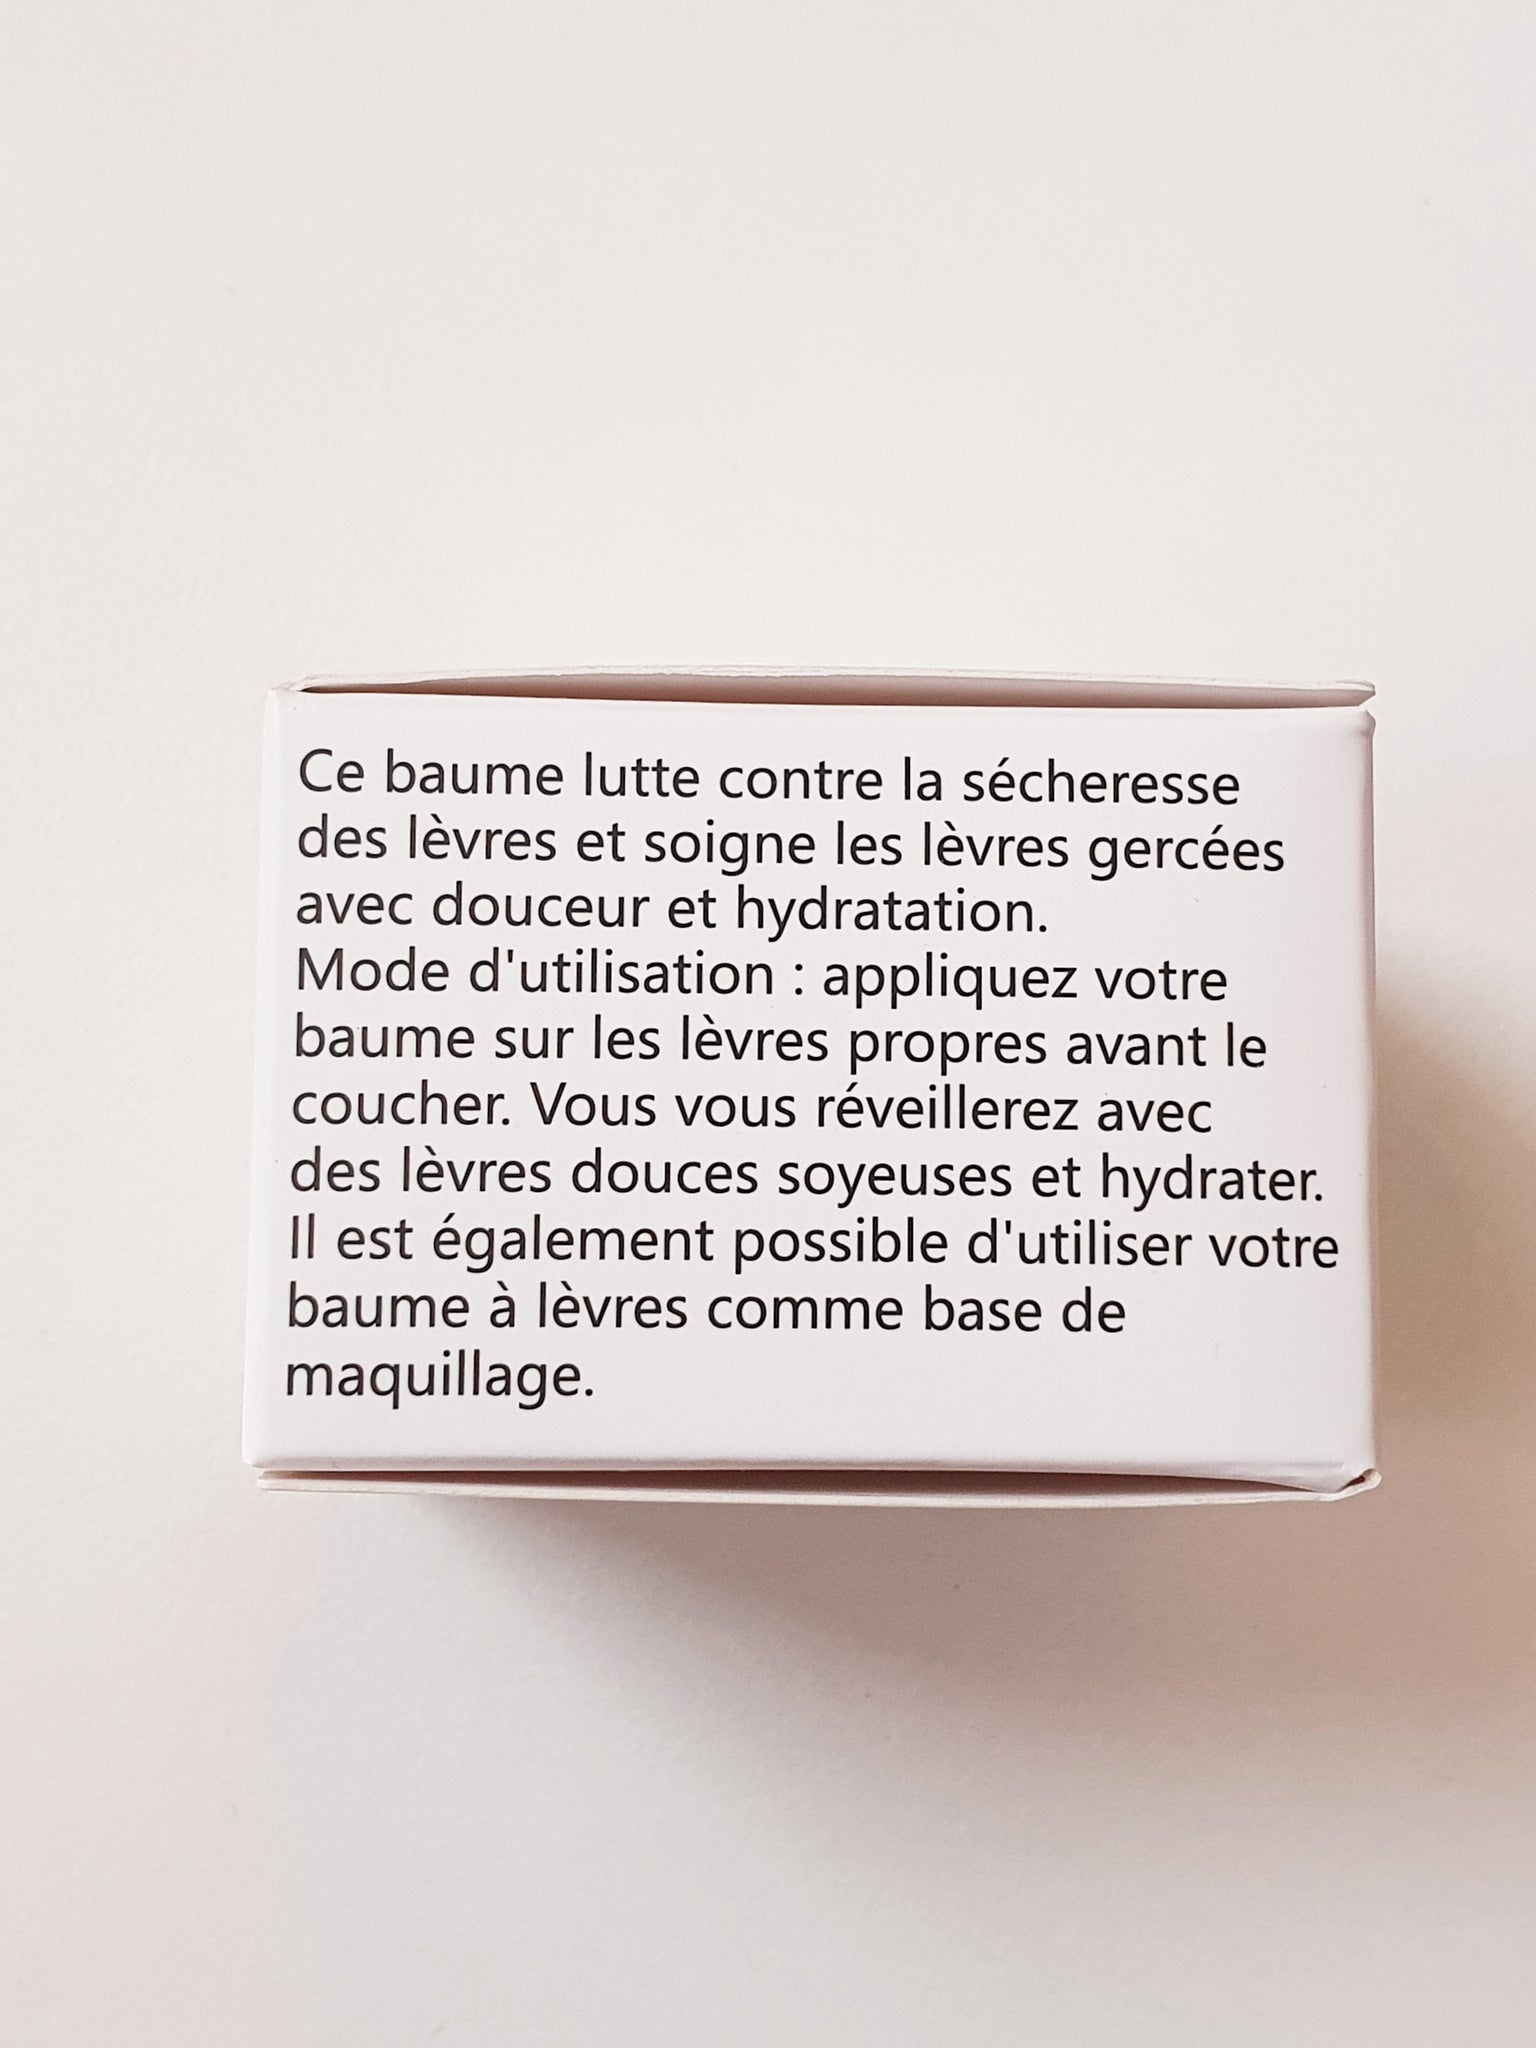 Ce baume lutte contre la sécheresse
des lèvres et soigne les lèvres gercées
avec douceur et hydratation.
Mode d'utilisation : appliquez votre
baume sur les lèvres propres avant le
coucher. Vous vous réveillerez avec
des lèvres douces soyeuses et hydrater.
Il est également possible d'utiliser votre
baume à lèvres comme base de
maquillage.